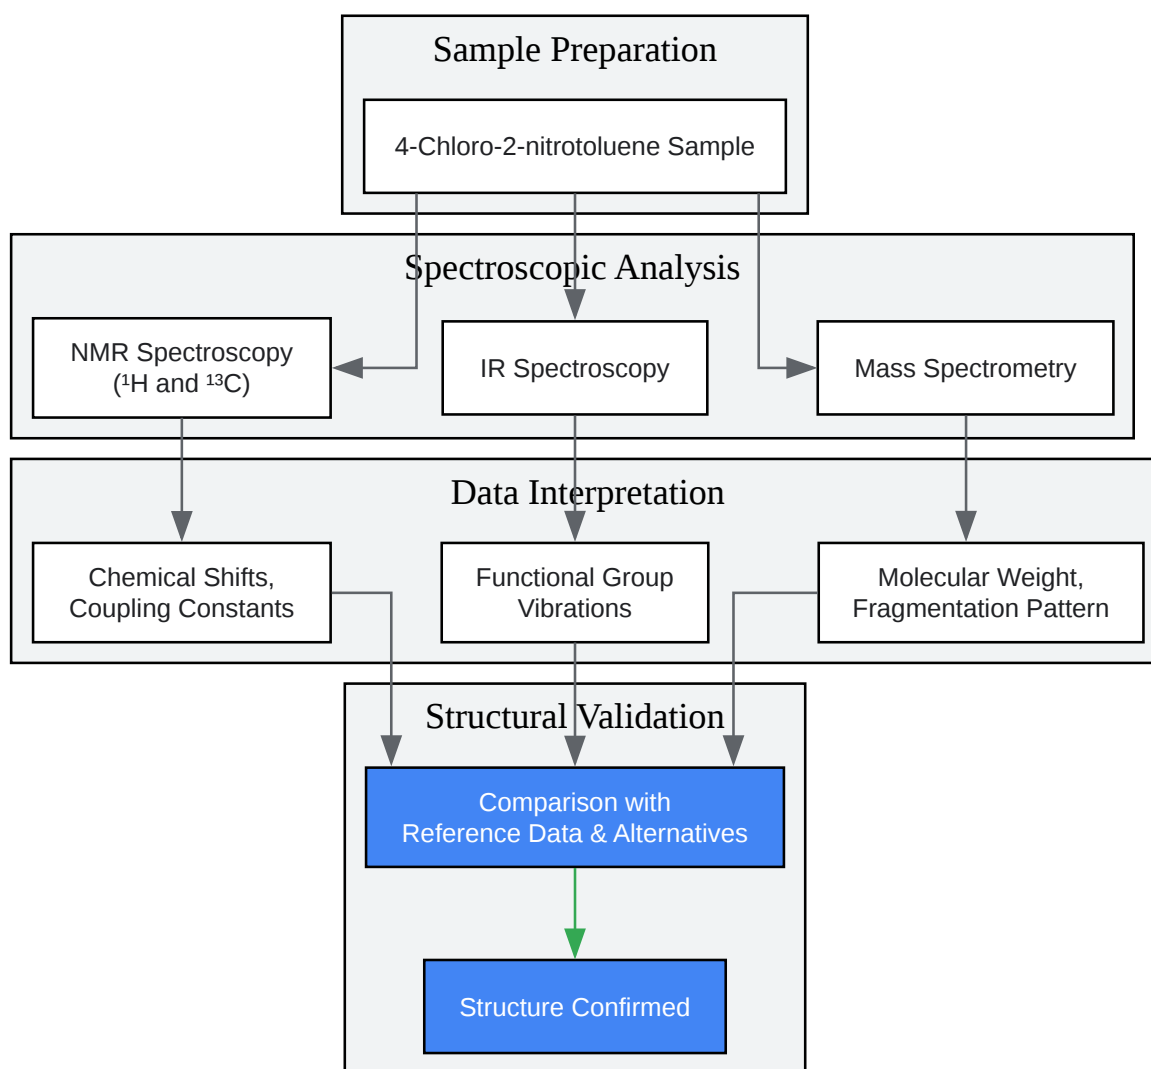 Sample Preparation
4-Chloro-2-nitrotoluene Sample
Spectroscopic Analysis
NMR Spectroscopy
(¹H and ¹³C)
IR Spectroscopy
Mass Spectrometry
Data Interpretation
Chemical Shifts,
Coupling Constants
Functional Group
Vibrations
Molecular Weight,
Fragmentation Pattern
Structural Validation
Comparison with
Reference Data & Alternatives
Structure Confirmed